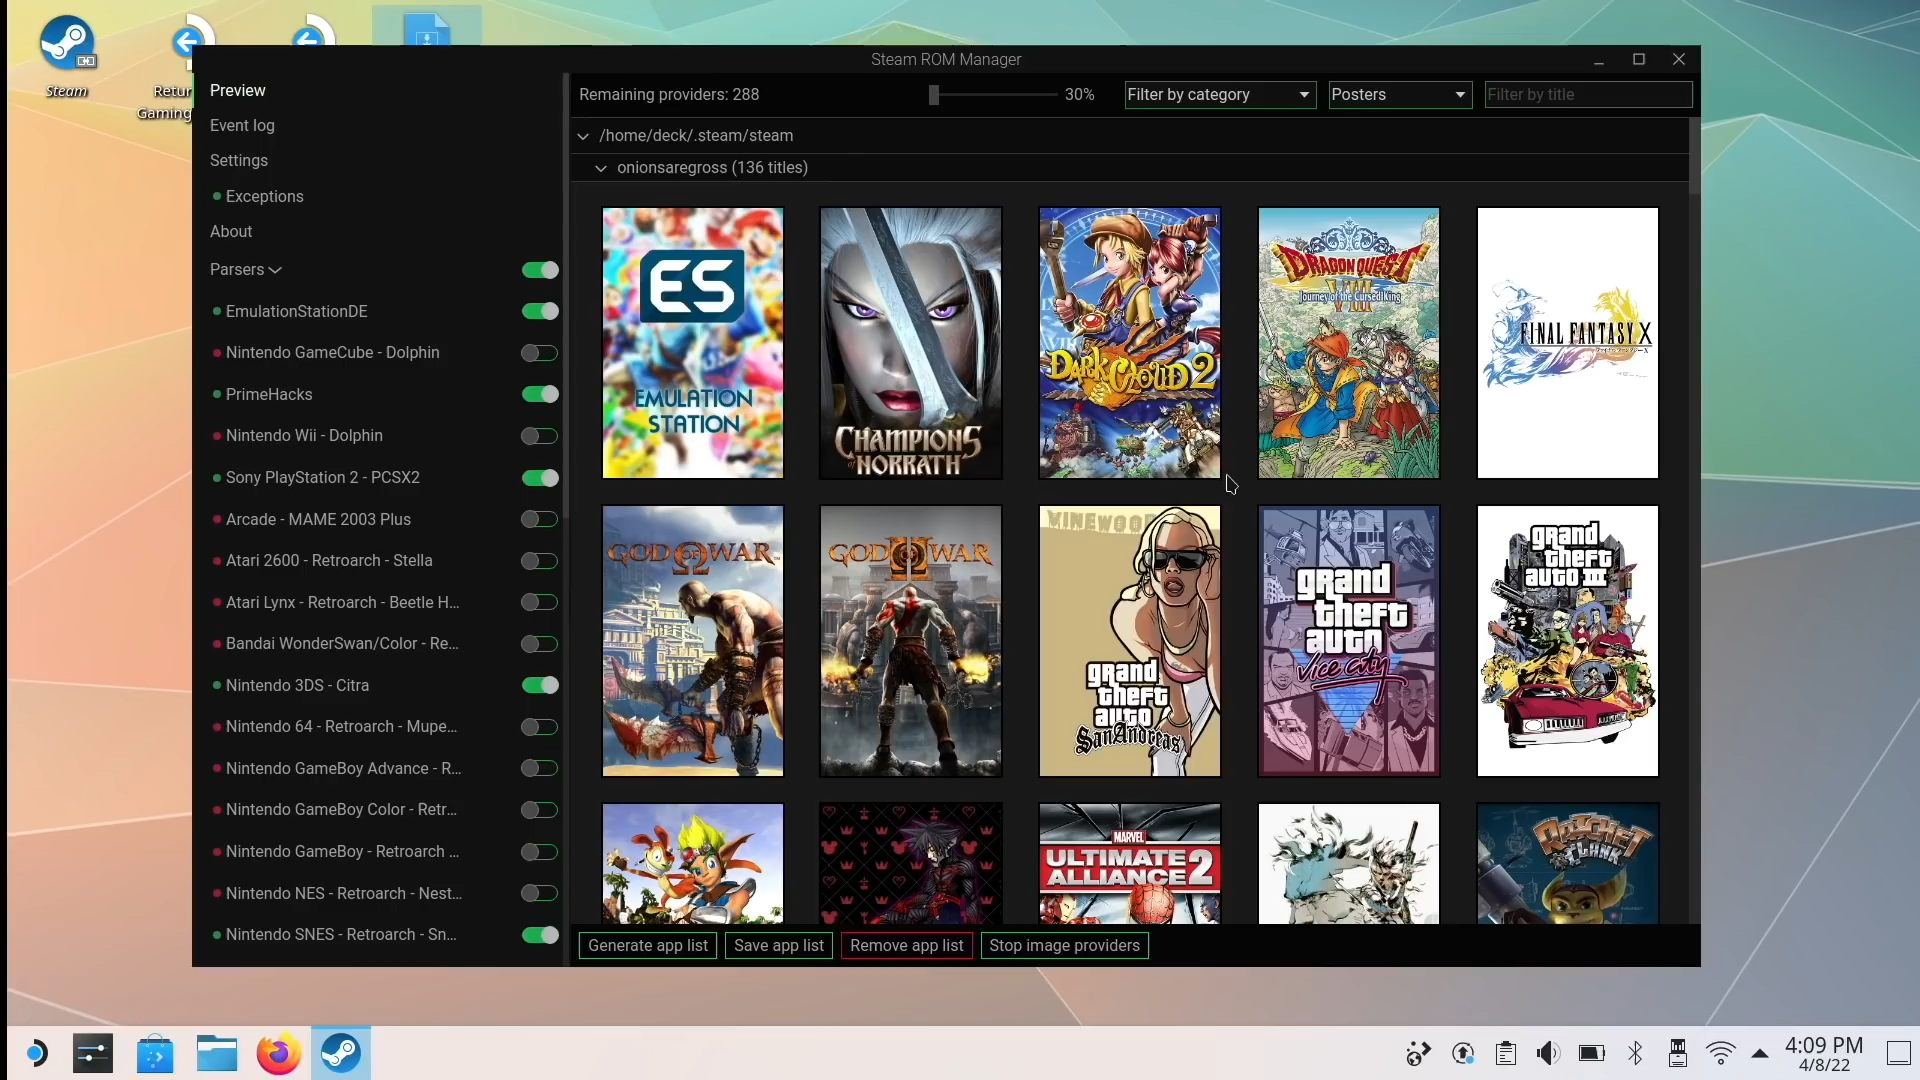 Steam
Retur
Gaming
Steam ROM Manager
Preview
Event log
Settings
Exceptions
About
Parsers
EmulationStationDE
Nintendo GameCube - Dolphin
PrimeHacks
Nintendo Wii - Dolphin
Sony PlayStation 2 - PCSX2
Arcade - MAME 2003 Plus
Atari 2600 - Retroarch - Stella
Atari Lynx - Retroarch - Beetle H...
Bandai WonderSwan/Color - Re...
Nintendo 3DS - Citra
Nintendo 64 - Retroarch - Mupe...
Nintendo GameBoy Advance - R...
Nintendo GameBoy Color - Retr...
Nintendo GameBoy - Retroarch ...
Nintendo NES - Retroarch - Nest...
Nintendo SNES - Retroarch - Sn...
Remaining providers: 288
30%
Filter by category
Posters
Filter by title
/home/deck/.steam/steam
onionsaregross (136 titles)
ES
EMULATION
STATION
CHAMPIONS
of NORRATH
DARK CLOUD 2
DRAGON QUEST
VIII
Journey of the Cursed King
FINAL FANTASY X
GOD OF WAR
GOD OF WAR
II
VINEWOOD
grand
theft
auto
San Andreas
grand
theft
auto
vice city
grand
theft
auto III
MARVEL
ULTIMATE
ALLIANCE 2
RATCHET
CLANK
Generate app list
Save app list
Remove app list
Stop image providers
4:09 PM
4/8/22